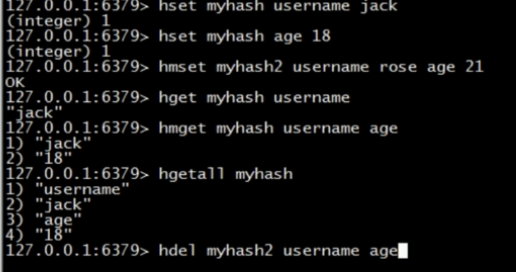 127.0.0.1:6379> hset myhash username jack
(integer) 1
127.0.0.1:6379> hset myhash age 18
(integer) 1
127.0.0.1:6379> hmset myhash2 username rose age 21
OK
127.0.0.1:6379> hget myhash username
"jack"
127.0.0.1:6379> hmget myhash username age
1) "jack"
2) "18"
127.0.0.1:6379> hgetall myhash
1) "username"
2) "jack"
3) "age"
4) "18"
127.0.0.1:6379> hdel myhash2 username age